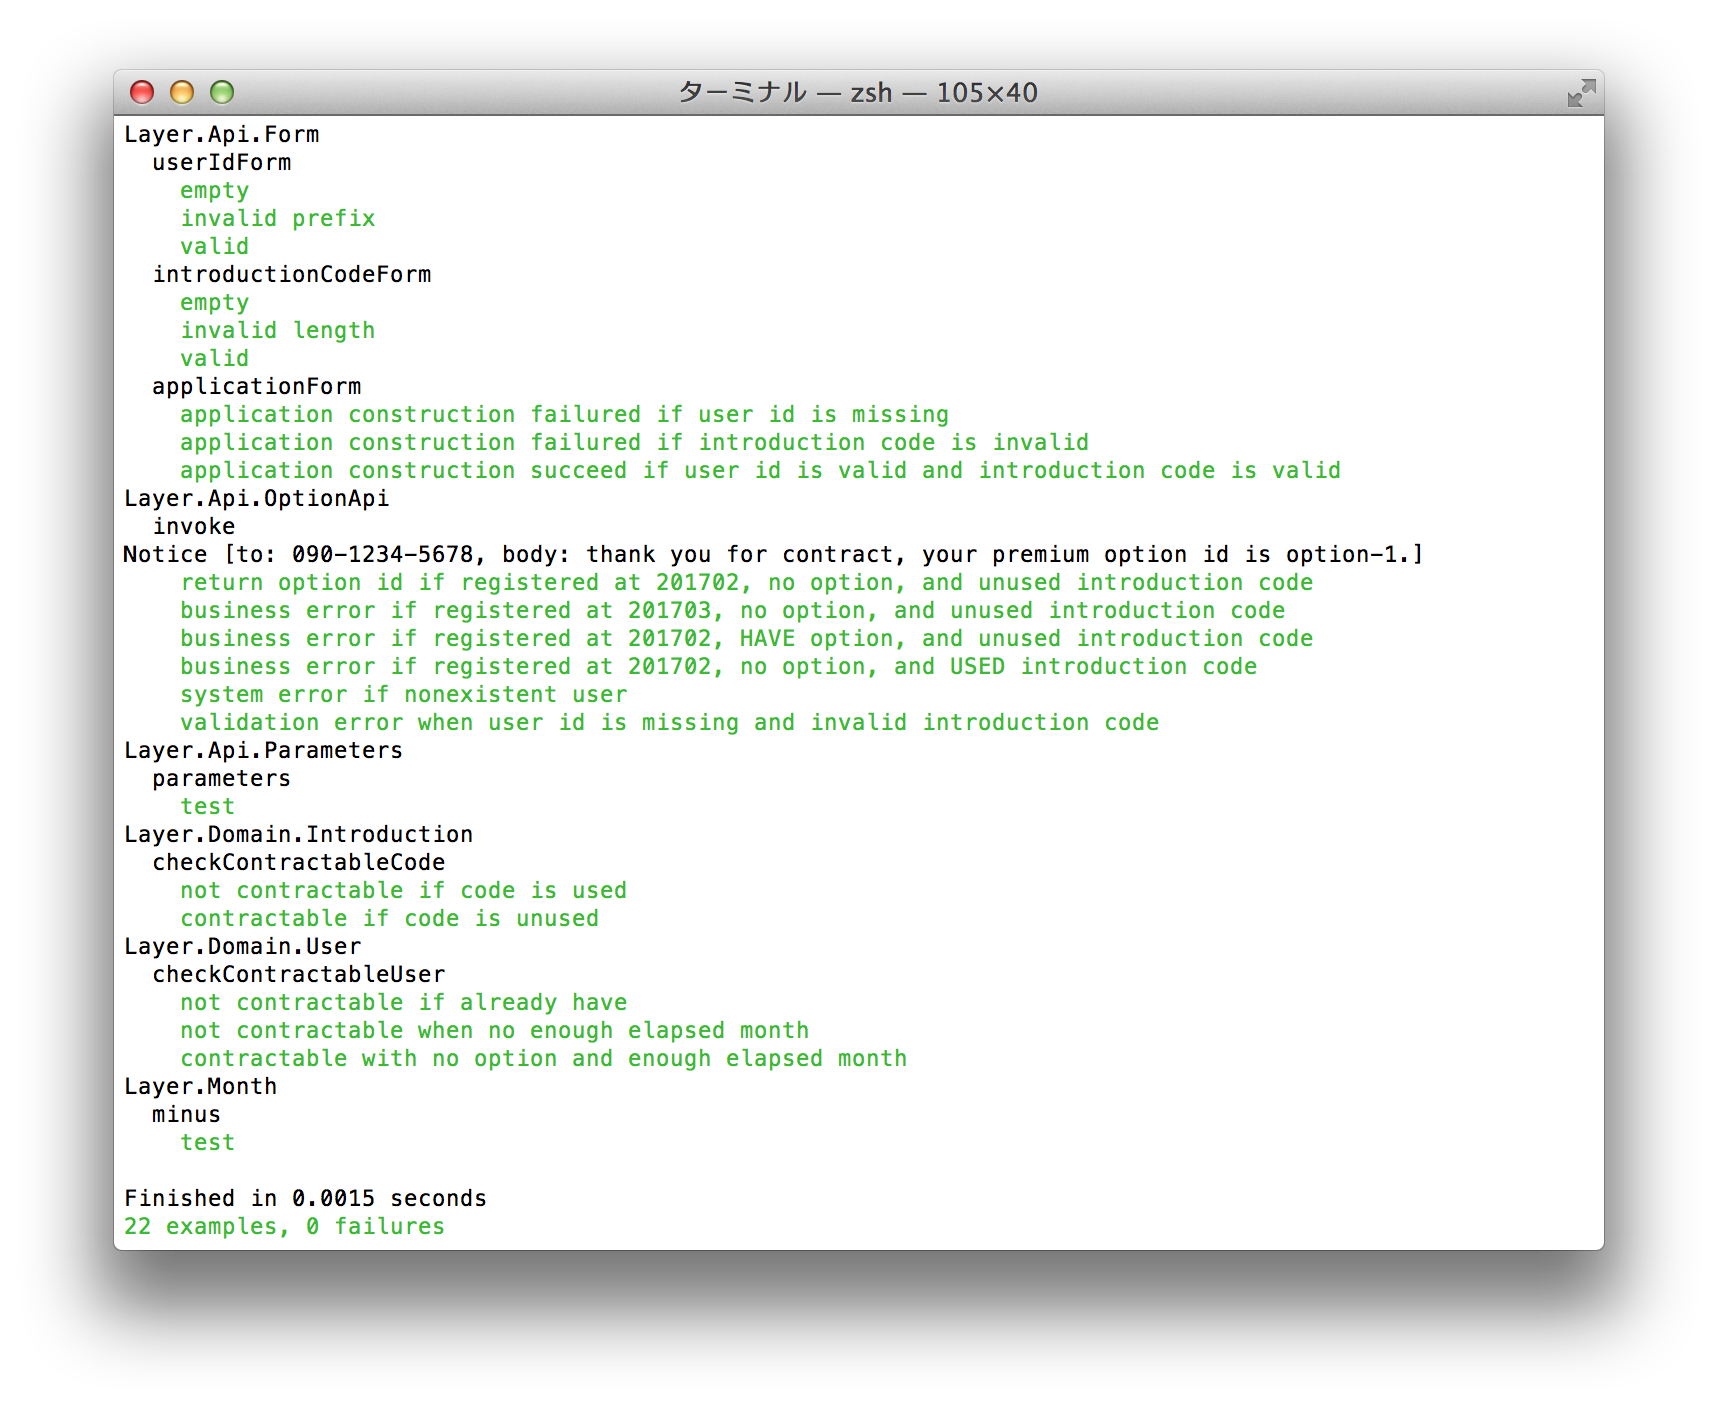 ターミナル — zsh — 105×40
Layer.Api.Form
  userIdForm
    empty
    invalid prefix
    valid
  introductionCodeForm
    empty
    invalid length
    valid
  applicationForm
    application construction failured if user id is missing
    application construction failured if introduction code is invalid
    application construction succeed if user id is valid and introduction code is valid
Layer.Api.OptionApi
  invoke
Notice [to: 090-1234-5678, body: thank you for contract, your premium option id is option-1.]
    return option id if registered at 201702, no option, and unused introduction code
    business error if registered at 201703, no option, and unused introduction code
    business error if registered at 201702, HAVE option, and unused introduction code
    business error if registered at 201702, no option, and USED introduction code
    system error if nonexistent user
    validation error when user id is missing and invalid introduction code
Layer.Api.Parameters
  parameters
    test
Layer.Domain.Introduction
  checkContractableCode
    not contractable if code is used
    contractable if code is unused
Layer.Domain.User
  checkContractableUser
    not contractable if already have
    not contractable when no enough elapsed month
    contractable with no option and enough elapsed month
Layer.Month
  minus
    test
Finished in 0.0015 seconds
22 examples, 0 failures